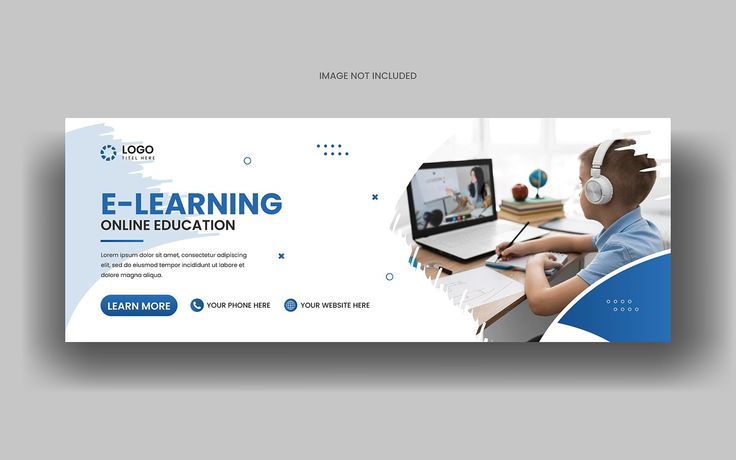 IMAGE NOT INCLUDED
LOGO
TITEL HERE
E-LEARNING
ONLINE EDUCATION
Lorem ipsum dolor sit amet, consectetur adipiscing
elit, sed do eiusmod tempor incididunt ut labore et
dolore magna aliqua.
LEARN MORE
YOUR PHONE HERE
YOUR WEBSITE HERE